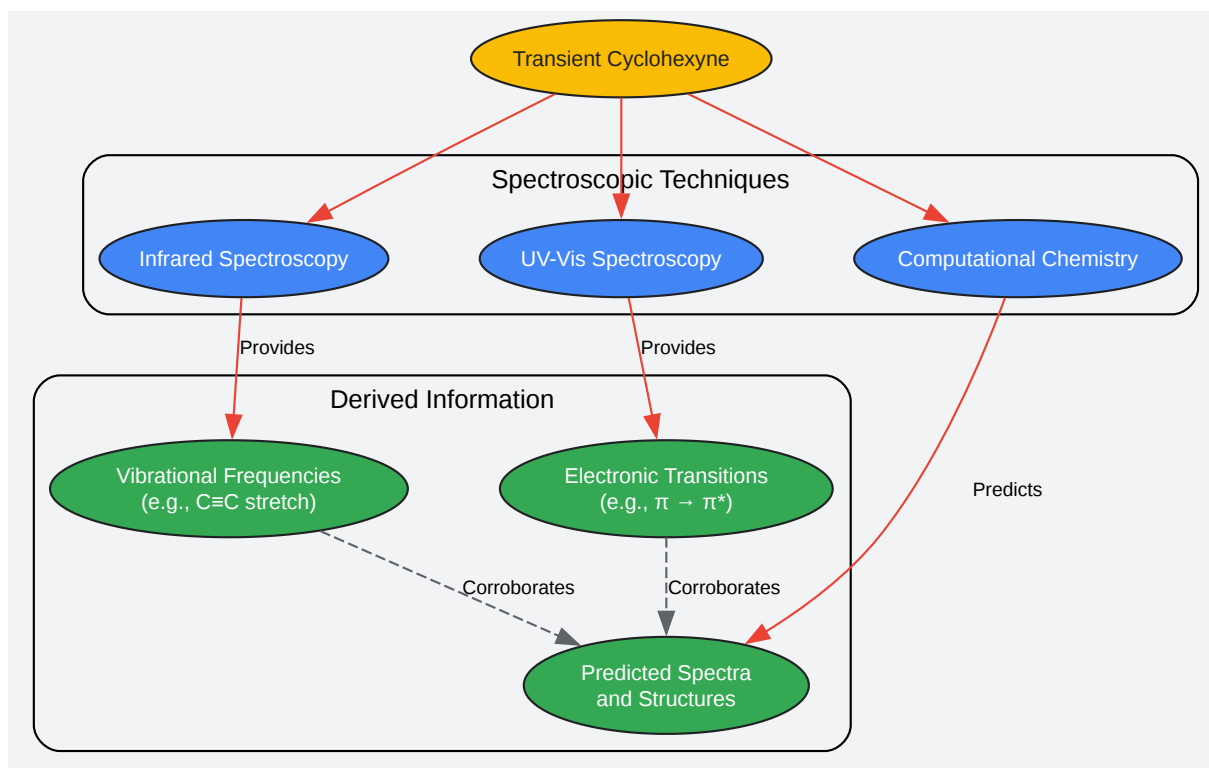 Transient Cyclohexyne
Spectroscopic Techniques
Infrared Spectroscopy
UV-Vis Spectroscopy
Computational Chemistry
Provides
Provides
Derived Information
Vibrational Frequencies
(e.g., C≡C stretch)
Electronic Transitions
(e.g., π → π*)
Predicts
Corroborates
Corroborates
Predicted Spectra
and Structures